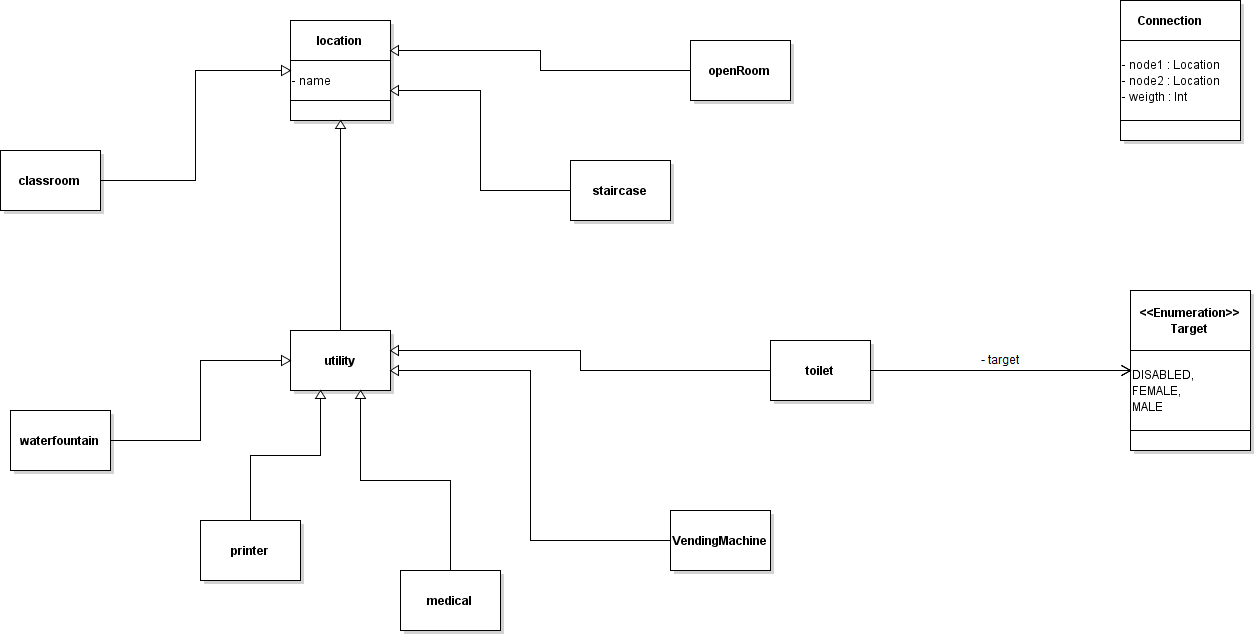 Connection
location
- name
openRoom
- node1 : Location
- node2 : Location
- weigth : Int
classroom
staircase
<<Enumeration>>
Target
utility
toilet
- target
DISABLED,
FEMALE,
MALE
waterfountain
printer
VendingMachine
medical